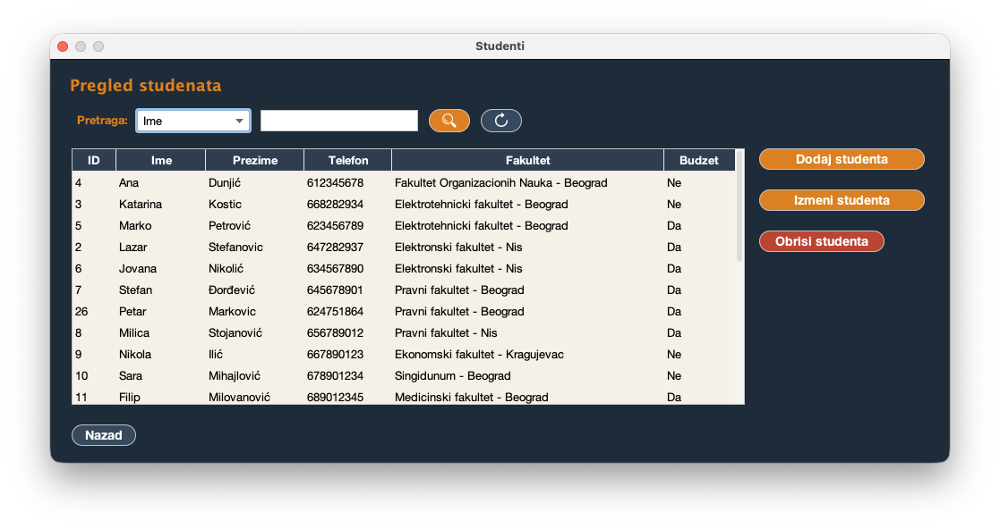 Studenti
Pregled studenata
Pretraga: Ime
ID Ime Prezime Telefon Fakultet Budzet
4 Ana Dunjić 612345678 Fakultet Organizacionih Nauka - Beograd Ne
3 Katarina Kostic 668282934 Elektrotehnicki fakultet - Beograd Ne
5 Marko Petrović 623456789 Elektrotehnicki fakultet - Beograd Da
2 Lazar Stefanovic 647282937 Elektronski fakultet - Nis Da
6 Jovana Nikolić 634567890 Elektronski fakultet - Nis Da
7 Stefan Đorđević 645678901 Pravni fakultet - Beograd Da
26 Petar Markovic 624751864 Pravni fakultet - Beograd Da
8 Milica Stojanović 656789012 Pravni fakultet - Nis Da
9 Nikola Ilić 667890123 Ekonomski fakultet - Kragujevac Ne
10 Sara Mihajlović 678901234 Singidunum - Beograd Ne
11 Filip Milovanović 689012345 Medicinski fakultet - Beograd Da
Dodaj studenta
Izmeni studenta
Obrisi studenta
Nazad